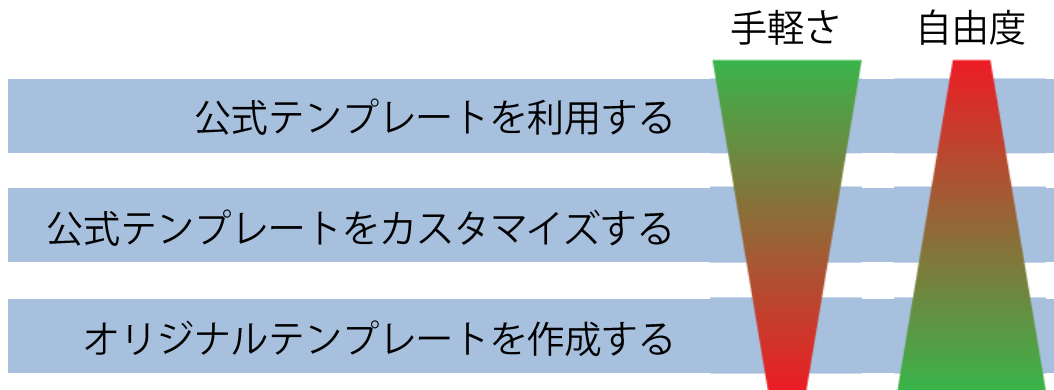 手軽さ 自由度
公式テンプレートを利用する
公式テンプレートをカスタマイズする
オリジナルテンプレートを作成する